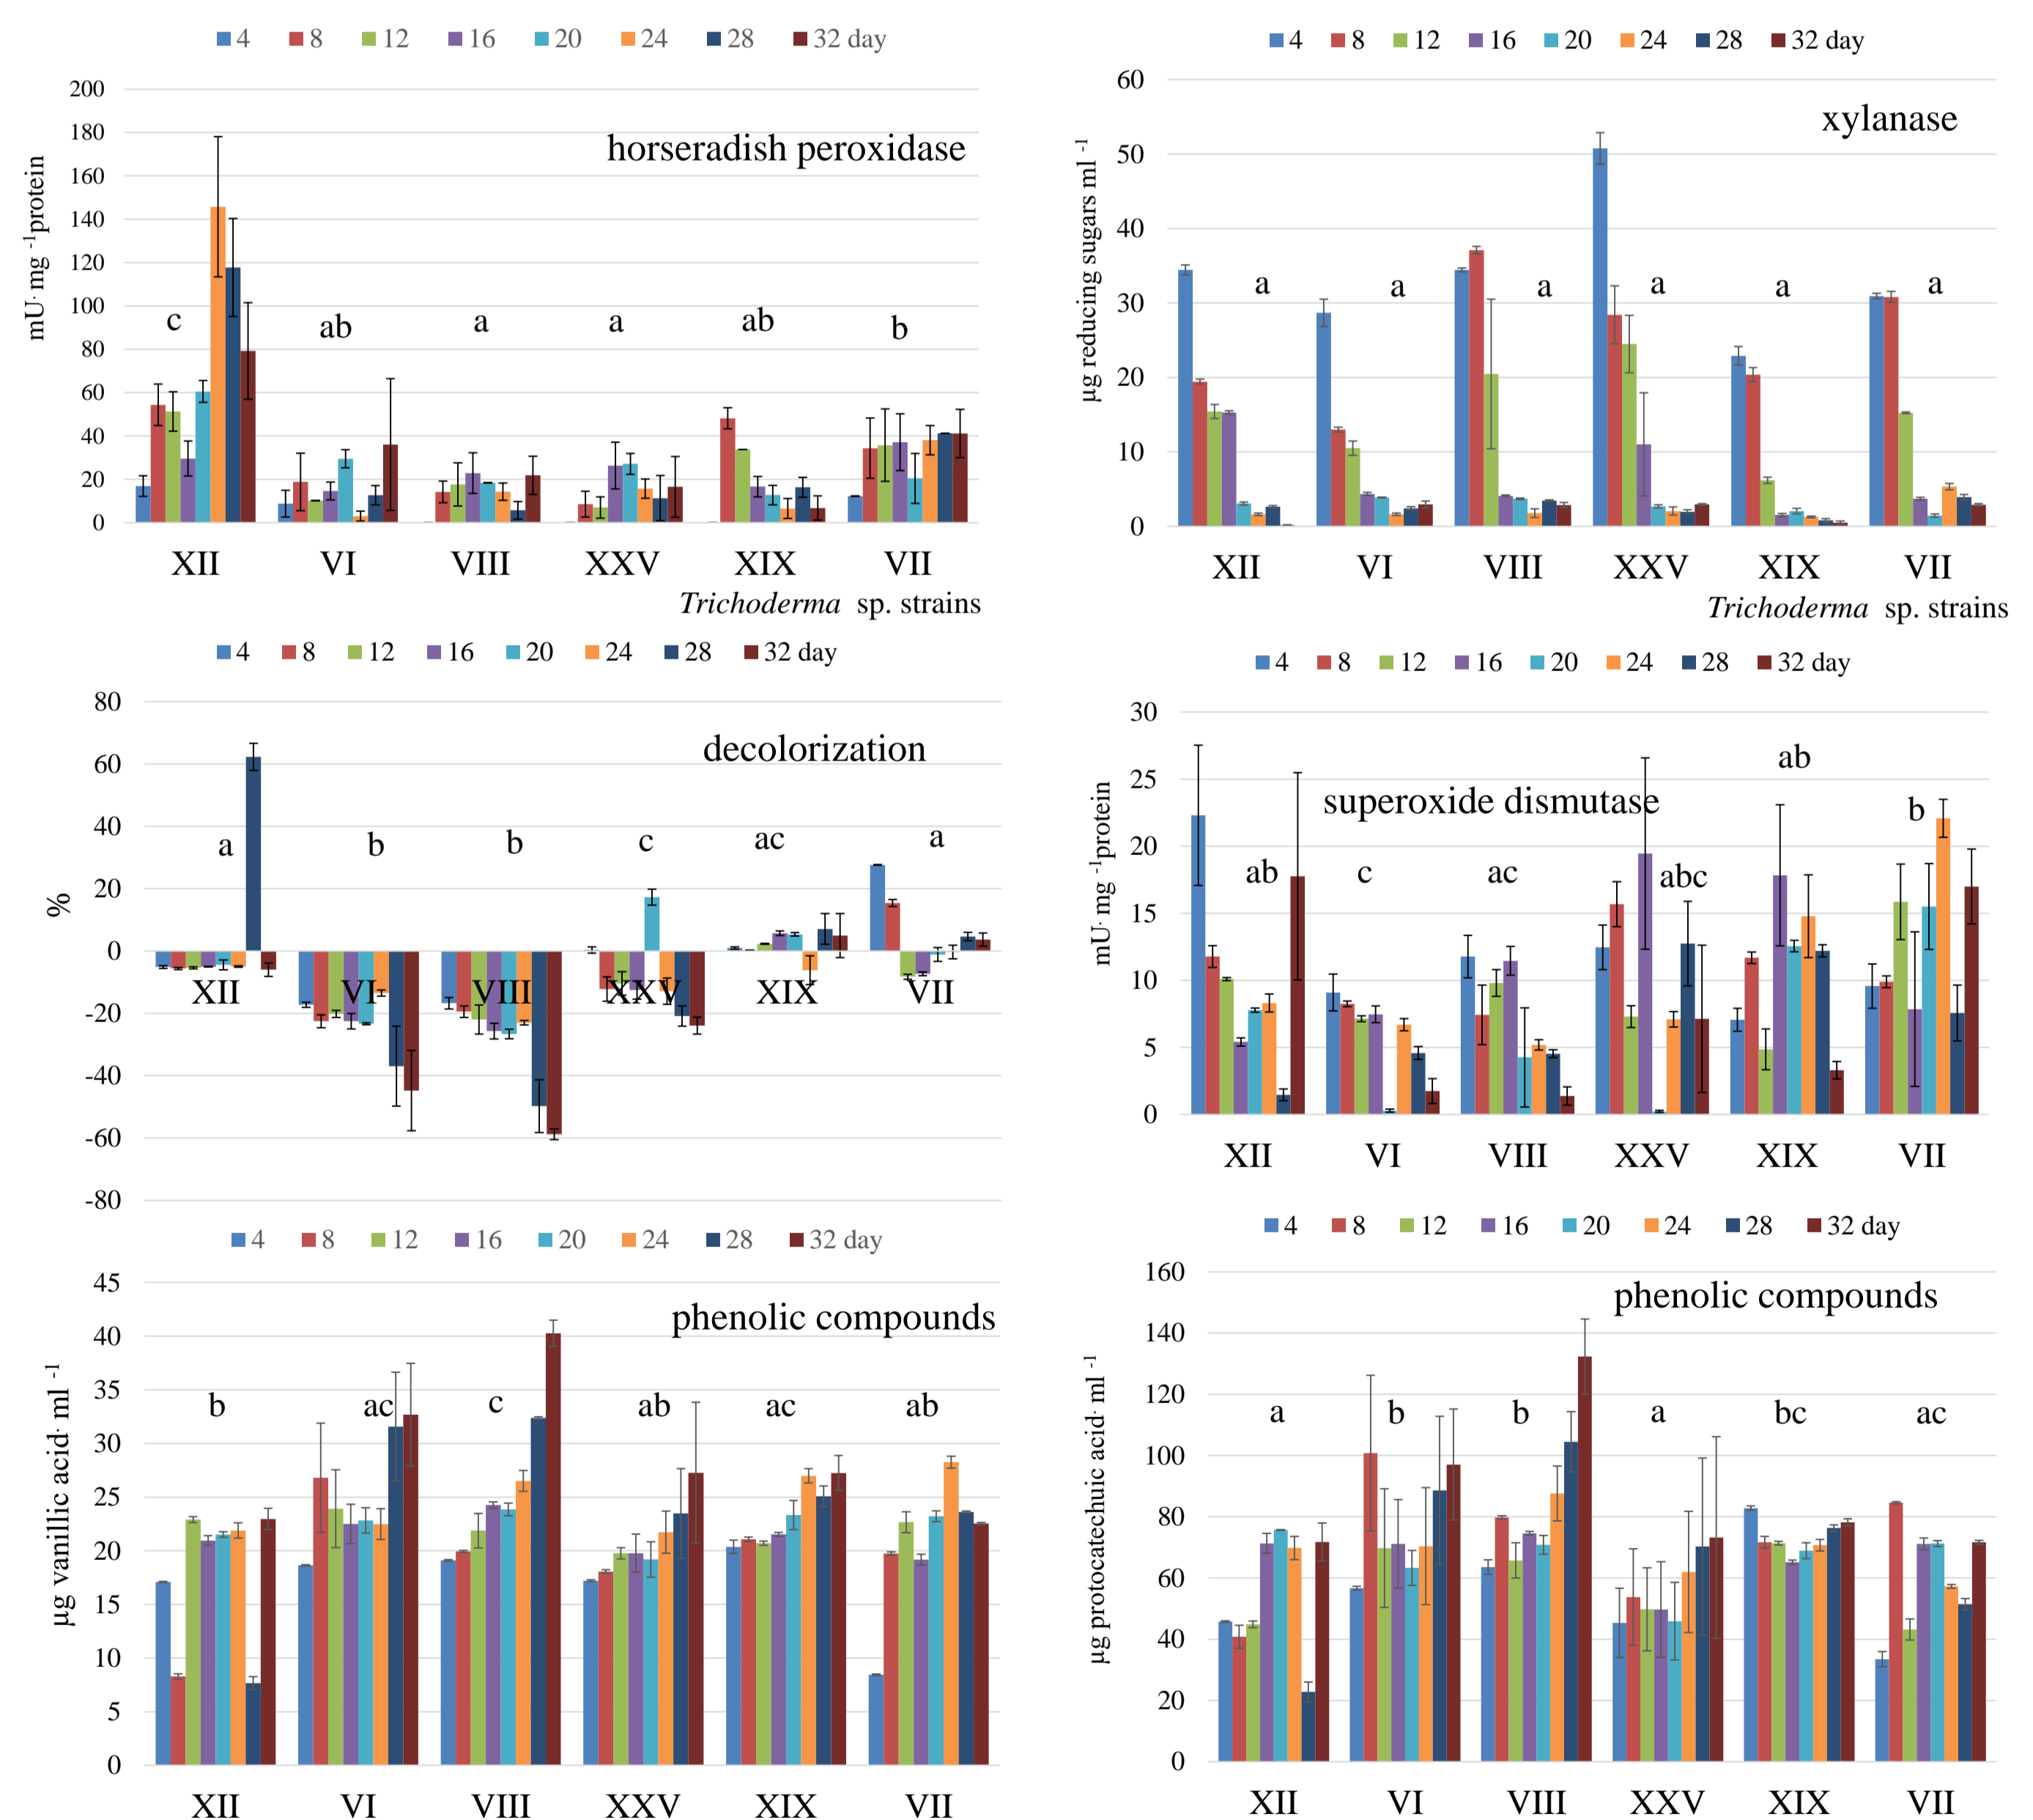 4 8 12 16 20 24 28 32 day
200
180
160
140
120
100
80
60
40
20
0
mU· mg -1protein
horseradish peroxidase
c ab a a ab b
XII VI VIII XXV XIX VII
Trichoderma sp. strains
4 8 12 16 20 24 28 32 day
60
50
40
30
20
10
0
µg reducing sugars ml -1
xylanase
a a a a a a
XII VI VIII XXV XIX VII
Trichoderma sp. strains
4 8 12 16 20 24 28 32 day
80
60
40
20
0
-20
-40
-60
-80
%
decolorization
a b b c ac a
XII VI VIII XXV XIX VII
4 8 12 16 20 24 28 32 day
30
25
20
15
10
5
0
mU· mg -1protein
superoxide dismutase
ab c ac abc ab b
XII VI VIII XXV XIX VII
4 8 12 16 20 24 28 32 day
45
40
35
30
25
20
15
10
5
0
µg vanillic acid· ml -1
phenolic compounds
b ac c ab ac ab
XII VI VIII XXV XIX VII
4 8 12 16 20 24 28 32 day
160
140
120
100
80
60
40
20
0
µg protocatechuic acid· ml -1
phenolic compounds
a b b a bc ac
XII VI VIII XXV XIX VII